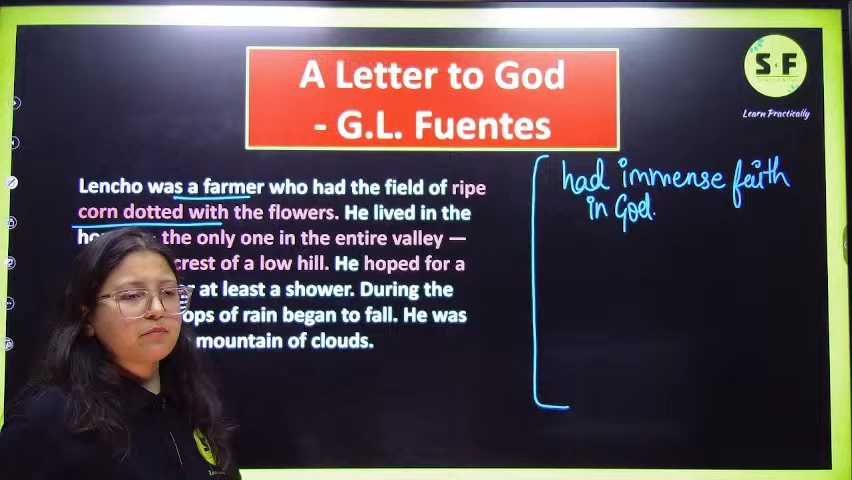 A Letter to God
- G.L. Fuentes
S.F
Learn Practically
Lencho was a farmer who had the field of ripe
corn dotted with the flowers. He lived in the
the only one in the entire valley —
crest of a low hill. He hoped for a
at least a shower. During the
of rain began to fall. He was
mountain of clouds.
had immense faith
in God.